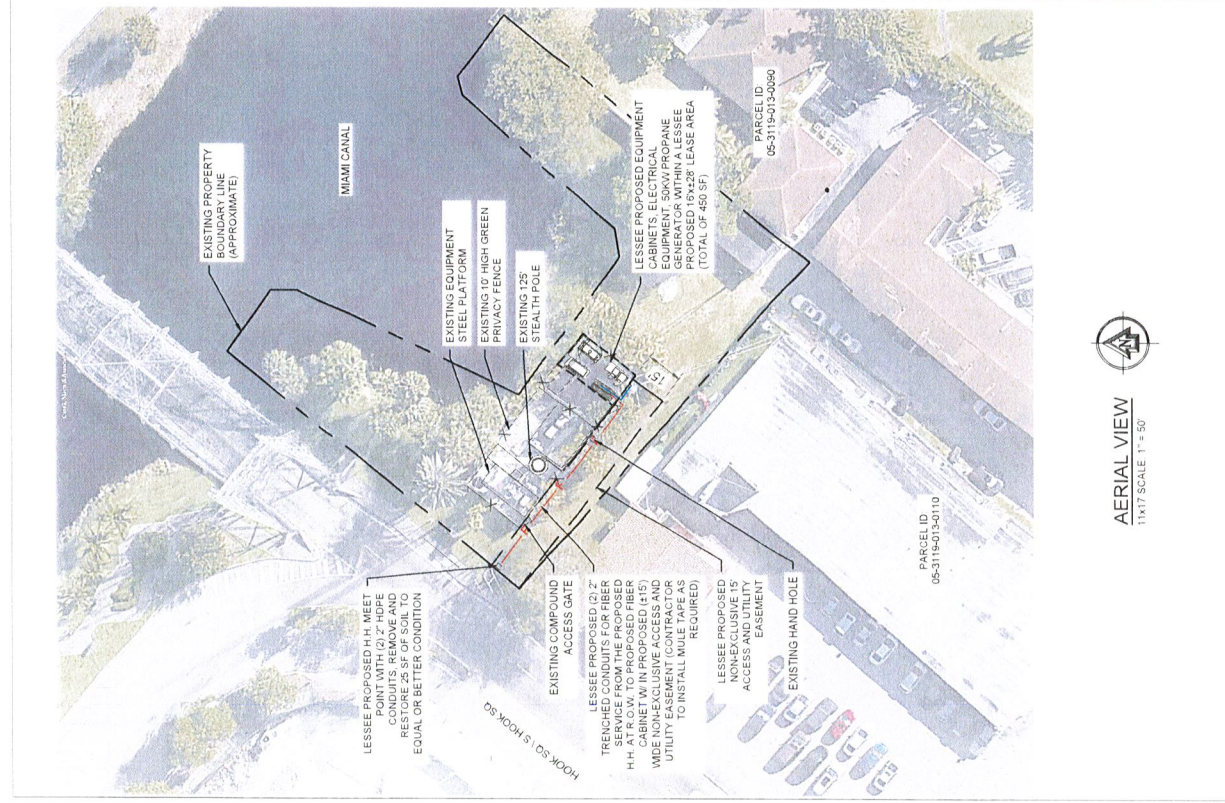 EXISTING PROPERTY
BOUNDARY LINE
(APPROXIMATE)
MIAMI CANAL
EXISTING EQUIPMENT
STEEL PLATFORM
EXISTING 10' HIGH GREEN
PRIVACY FENCE
EXISTING 125'
STEALTH POLE
LESSEE PROPOSED EQUIPMENT
CABINETS, ELECTRICAL
EQUIPMENT, 50KW PROPANE
GENERATOR WITHIN A LESSEE
PROPOSED 16'x±28' LEASE AREA
(TOTAL OF 450 SF)
PARCEL ID
05-3119-013-0090
15'
LESSEE PROPOSED H.H. MEET
POINT WITH (2) 2" HDPE
CONDUITS. REMOVE AND
RESTORE 25 SF OF SOIL TO
EQUAL OR BETTER CONDITION
EXISTING COMPOUND
ACCESS GATE
LESSEE PROPOSED (2) 2"
TRENCHED CONDUITS FOR FIBER
SERVICE FROM THE PROPOSED
H.H. AT R.O.W. TO PROPOSED FIBER
CABINET W/ IN PROPOSED (±15')
WIDE NON-EXCLUSIVE ACCESS AND
UTILITY EASEMENT (CONTRACTOR
TO INSTALL MULE TAPE AS
REQUIRED)
LESSEE PROPOSED
NON-EXCLUSIVE 15'
ACCESS AND UTILITY
EASEMENT
EXISTING HAND HOLE
HOOK SQ \ S HOOK SQ
PARCEL ID
05-3119-013-0110
N
AERIAL VIEW
11x17 SCALE 1" = 50'